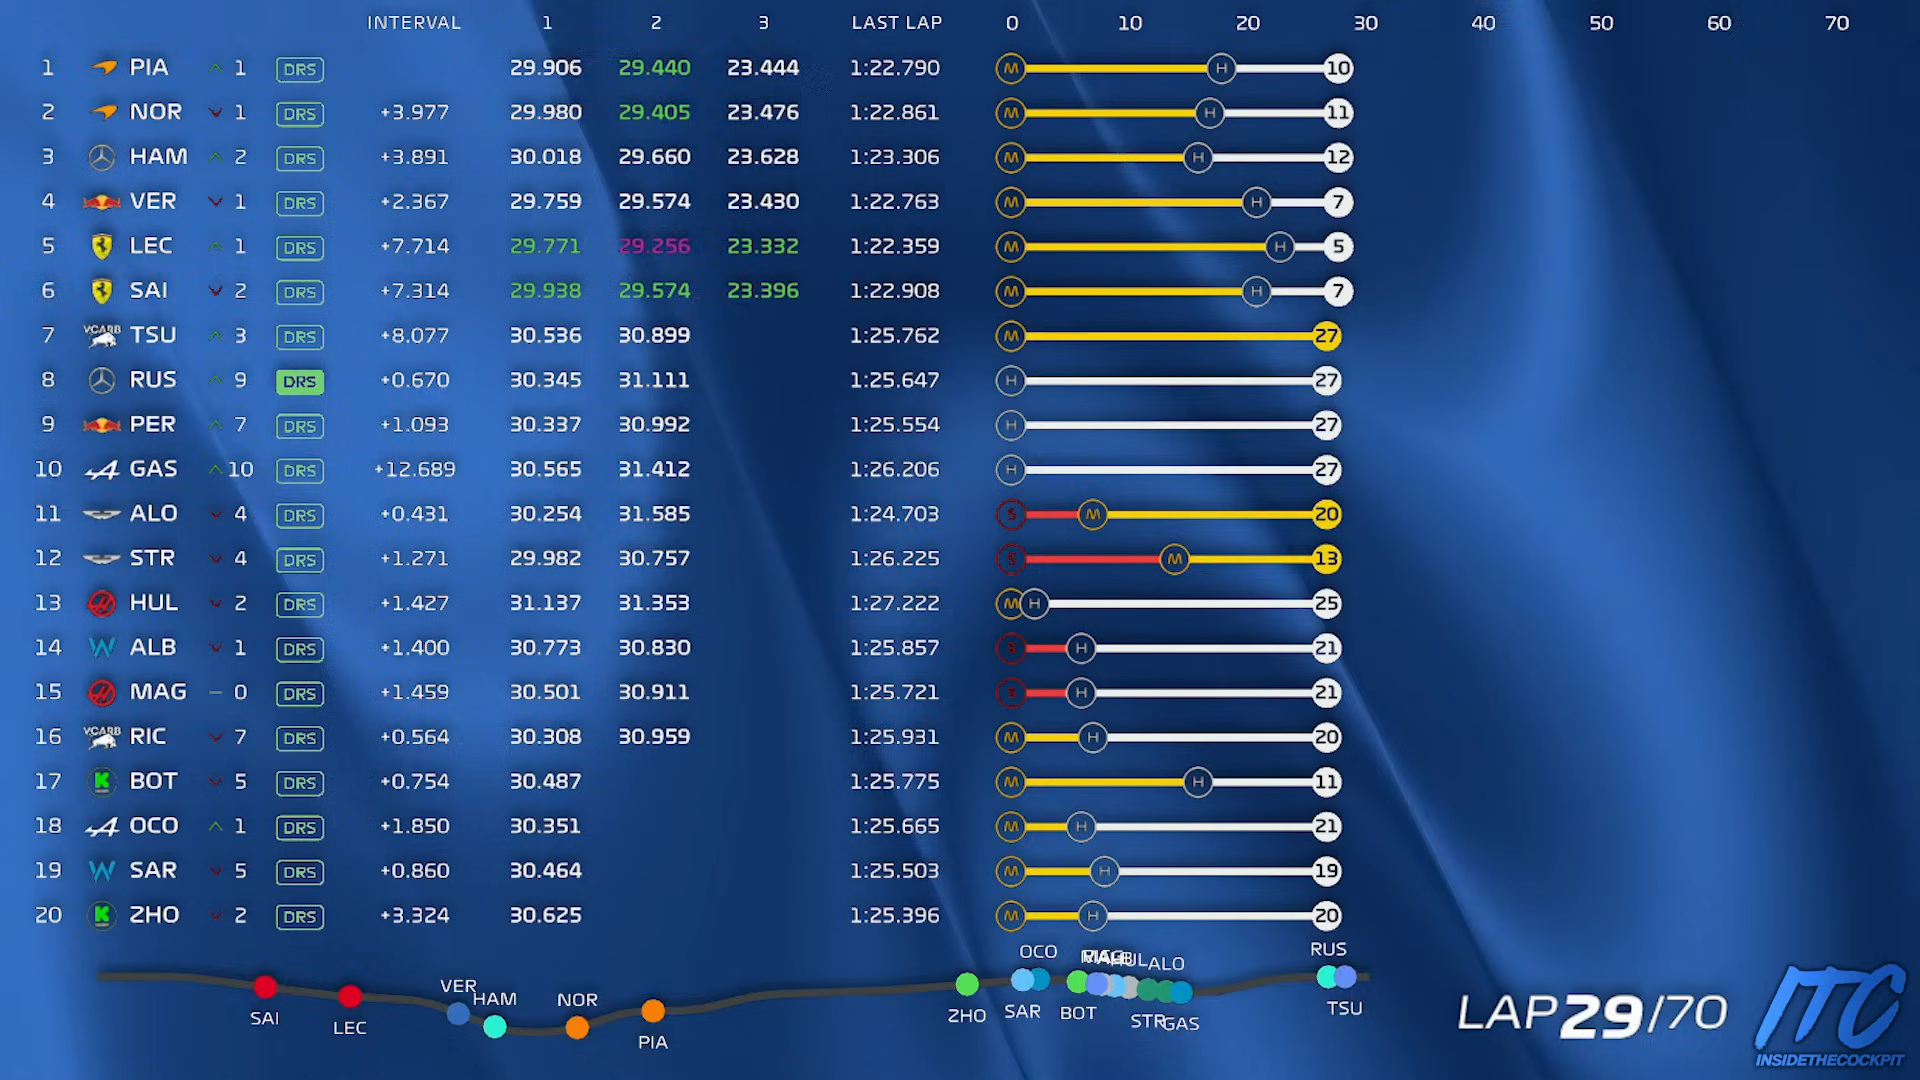 INTERVAL 1 2 3 LAST LAP 0 10 20 30 40 50 60 70
1 PIA 1 DRS 29.906 29.440 23.444 1:22.790 M H 10
2 NOR 1 DRS +3.977 29.980 29.405 23.476 1:22.861 M H 11
3 HAM 2 DRS +3.891 30.018 29.660 23.628 1:23.306 M H 12
4 VER 1 DRS +2.367 29.759 29.574 23.430 1:22.763 M H 7
5 LEC 1 DRS +7.714 29.771 29.256 23.332 1:22.359 M H 5
6 SAI 2 DRS +7.314 29.938 29.574 23.396 1:22.908 M H 7
7 VCARB TSU 3 DRS +8.077 30.536 30.899 1:25.762 M 27
8 RUS 9 DRS +0.670 30.345 31.111 1:25.647 H 27
9 PER 7 DRS +1.093 30.337 30.992 1:25.554 H 27
10 GAS 10 DRS +12.689 30.565 31.412 1:26.206 H 27
11 ALO 4 DRS +0.431 30.254 31.585 1:24.703 S M 20
12 STR 4 DRS +1.271 29.982 30.757 1:26.225 S M 13
13 HUL 2 DRS +1.427 31.137 31.353 1:27.222 M H 25
14 ALB 1 DRS +1.400 30.773 30.830 1:25.857 S H 21
15 MAG 0 DRS +1.459 30.501 30.911 1:25.721 S H 21
16 VCARB RIC 7 DRS +0.564 30.308 30.959 1:25.931 M H 20
17 K BOT 5 DRS +0.754 30.487 1:25.775 M H 11
18 OCO 1 DRS +1.850 30.351 1:25.665 M H 21
19 W SAR 5 DRS +0.860 30.464 1:25.503 M H 19
20 K ZHO 2 DRS +3.324 30.625 1:25.396 M H 20
OCO ALO RUS
VER HAM NOR
SAI LEC PIA ZHO SAR BOT STR GAS TSU
LAP 29/70
ITC
INSIDETHECOCKPIT